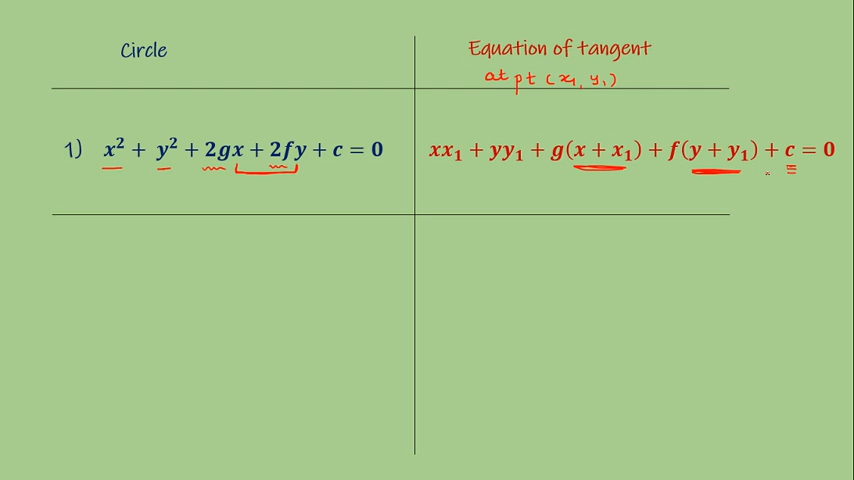 Circle
Equation of tangent
at pt (x₁, y₁)
1) x² + y² + 2gx + 2fy + c = 0
xx₁ + yy₁ + g(x + x₁) + f(y + y₁) + c = 0